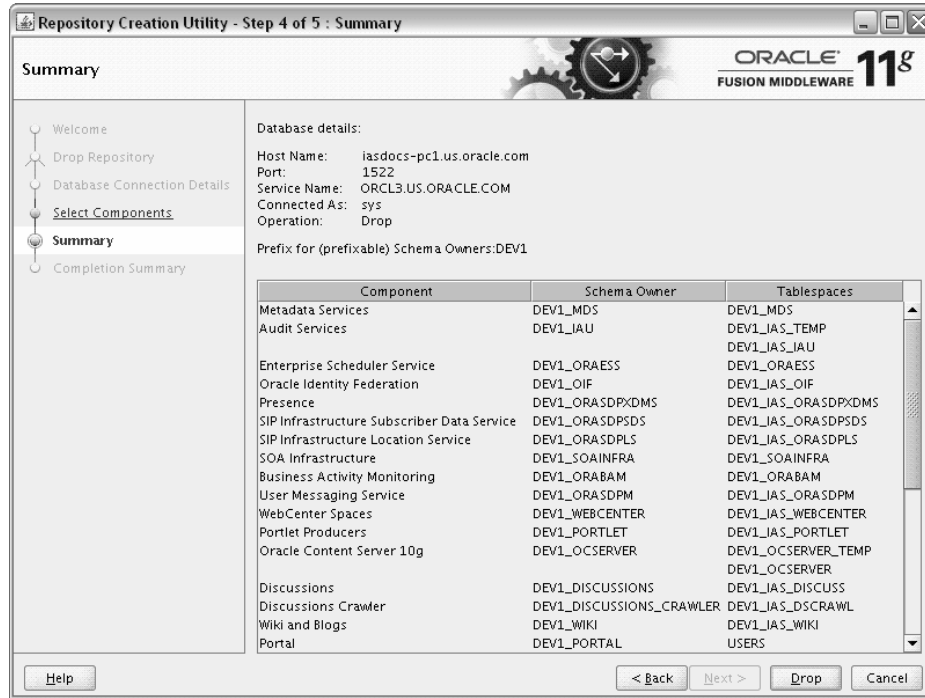 Repository Creation Utility - Step 4 of 5 : Summary
Summary
ORACLE
FUSION MIDDLEWARE
11g
Welcome
Drop Repository
Database Connection Details
Select Components
Summary
Completion Summary
Database details:
Host Name: iasdocs-pc1.us.oracle.com
Port: 1522
Service Name: ORCL3.US.ORACLE.COM
Connected As: sys
Operation: Drop
Prefix for (prefixable) Schema Owners:DEV1
Component Schema Owner Tablespaces
Metadata Services DEV1_MDS DEV1_MDS
Audit Services DEV1_IAU DEV1_IAS_TEMP
DEV1_IAS_IAU
Enterprise Scheduler Service DEV1_ORAESS DEV1_ORAESS
Oracle Identity Federation DEV1_OIF DEV1_IAS_OIF
Presence DEV1_ORASDPXDMS DEV1_IAS_ORASDPXDMS
SIP Infrastructure Subscriber Data Service DEV1_ORASDPSDS DEV1_IAS_ORASDPSDS
SIP Infrastructure Location Service DEV1_ORASDPLS DEV1_IAS_ORASDPLS
SOA Infrastructure DEV1_SOAINFRA DEV1_SOAINFRA
Business Activity Monitoring DEV1_ORABAM DEV1_ORABAM
User Messaging Service DEV1_ORASDPM DEV1_IAS_ORASDPM
WebCenter Spaces DEV1_WEBCENTER DEV1_IAS_WEBCENTER
Portlet Producers DEV1_PORTLET DEV1_IAS_PORTLET
Oracle Content Server 10g DEV1_OCSERVER DEV1_OCSERVER_TEMP
DEV1_OCSERVER
Discussions DEV1_DISCUSSIONS DEV1_IAS_DISCUSS
Discussions Crawler DEV1_DISCUSSIONS_CRAWLER DEV1_IAS_DSCRAWL
Wiki and Blogs DEV1_WIKI DEV1_IAS_WIKI
Portal DEV1_PORTAL USERS
Help < Back Next > Drop Cancel